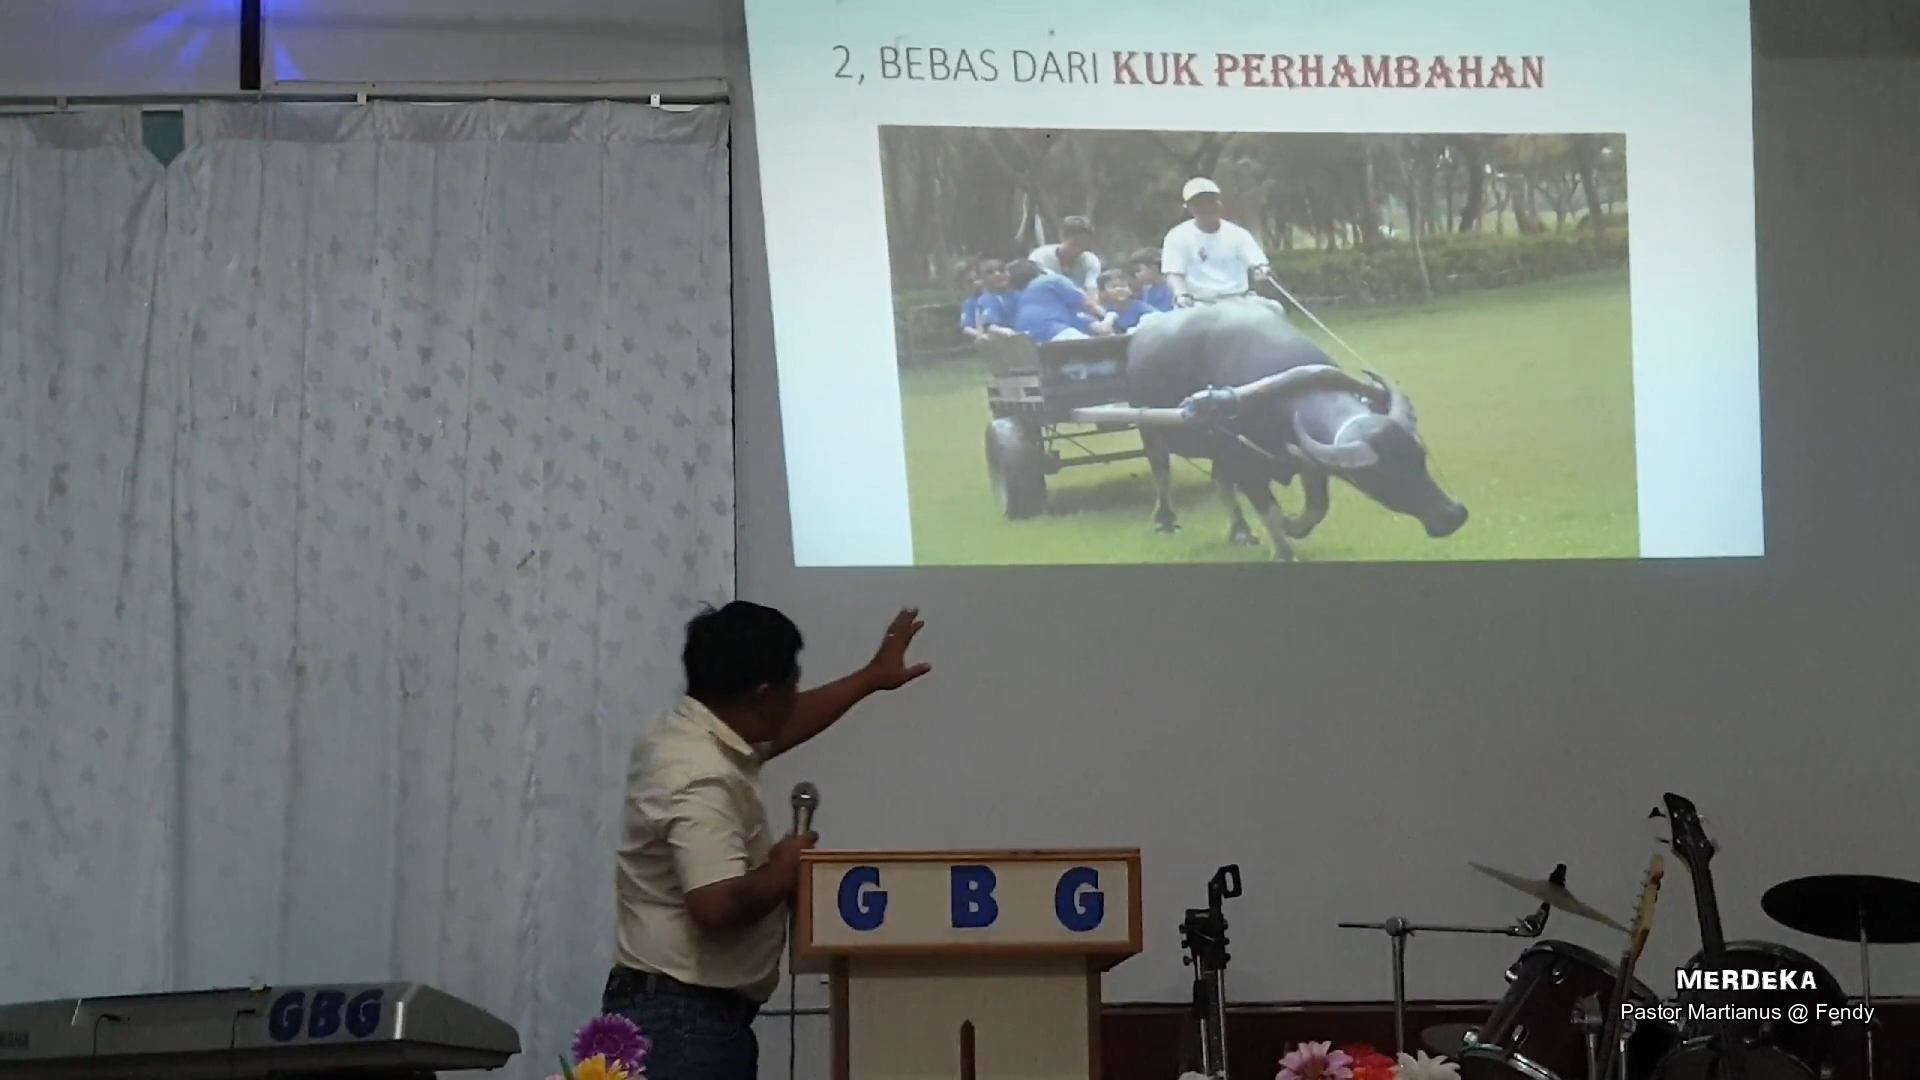 2, BEBAS DARI KUK PERHAMBAHAN
G B G
GBG
MERDEKA
Pastor Martianus @ Fendy